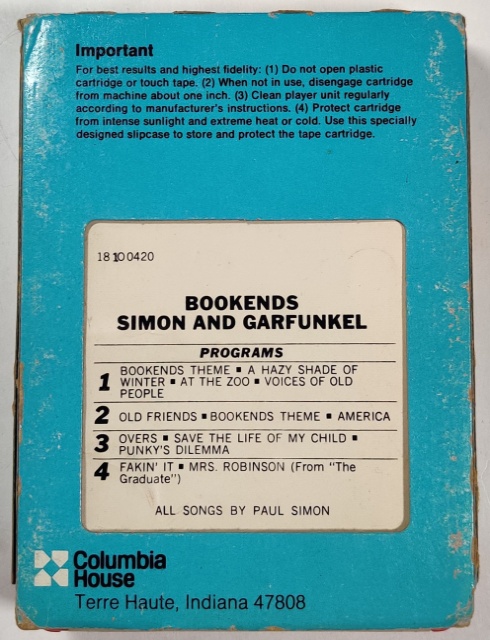 Important
For best results and highest fidelity: (1) Do not open plastic
cartridge or touch tape. (2) When not in use, disengage cartridge
from machine about one inch. (3) Clean player unit regularly
according to manufacturer's instructions. (4) Protect cartridge
from intense sunlight and extreme heat or cold. Use this specially
designed slipcase to store and protect the tape cartridge.
18 10 0420
BOOKENDS
SIMON AND GARFUNKEL
PROGRAMS
1 BOOKENDS THEME ▪ A HAZY SHADE OF
WINTER ▪ AT THE ZOO ▪ VOICES OF OLD
PEOPLE
2 OLD FRIENDS ▪ BOOKENDS THEME ▪ AMERICA
3 OVERS ▪ SAVE THE LIFE OF MY CHILD ▪
PUNKY'S DILEMMA
4 FAKIN' IT ▪ MRS. ROBINSON (From "The
Graduate")
ALL SONGS BY PAUL SIMON
Columbia
House
Terre Haute, Indiana 47808